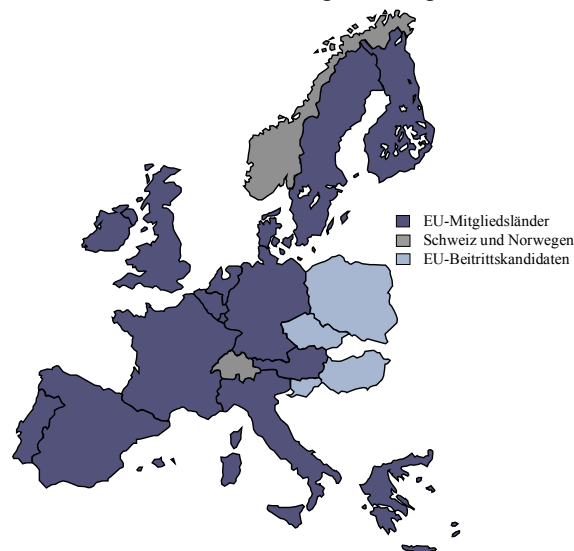 EU-Mitgliedsländer
Schweiz und Norwegen
EU-Beitrittskandidaten